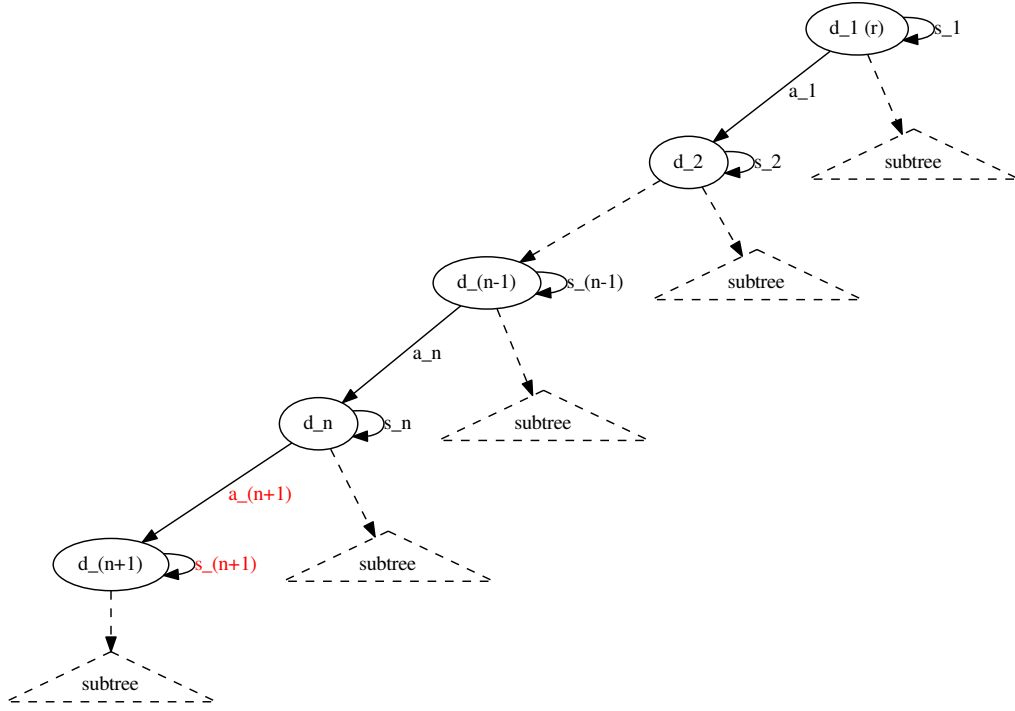 d_1 (r)
s_1
a_1
d_2
s_2
subtree
d_(n-1)
s_(n-1)
subtree
a_n
d_n
s_n
subtree
a_(n+1)
d_(n+1)
s_(n+1)
subtree
subtree